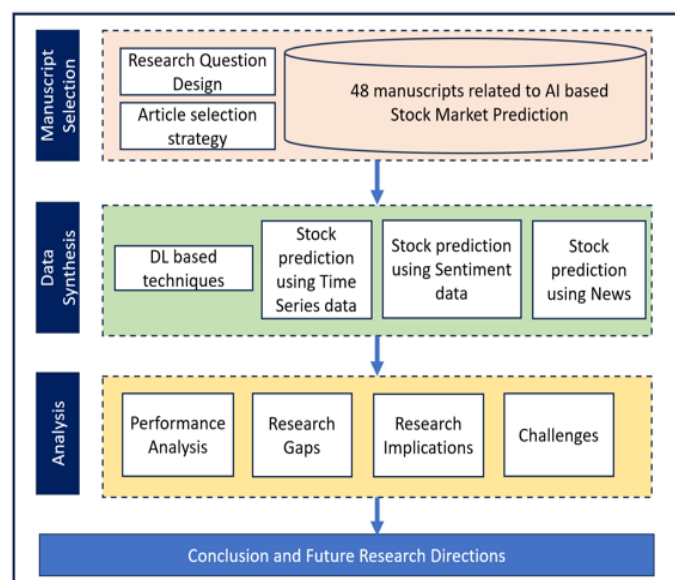 Manuscript
Selection
Research Question
Design
Article selection
strategy
48 manuscripts related to AI based
Stock Market Prediction
Data
Synthesis
DL based
techniques
Stock
prediction
using Time
Series data
Stock prediction
using Sentiment
data
Stock
prediction
using News
Analysis
Performance
Analysis
Research
Gaps
Research
Implications
Challenges
Conclusion and Future Research Directions